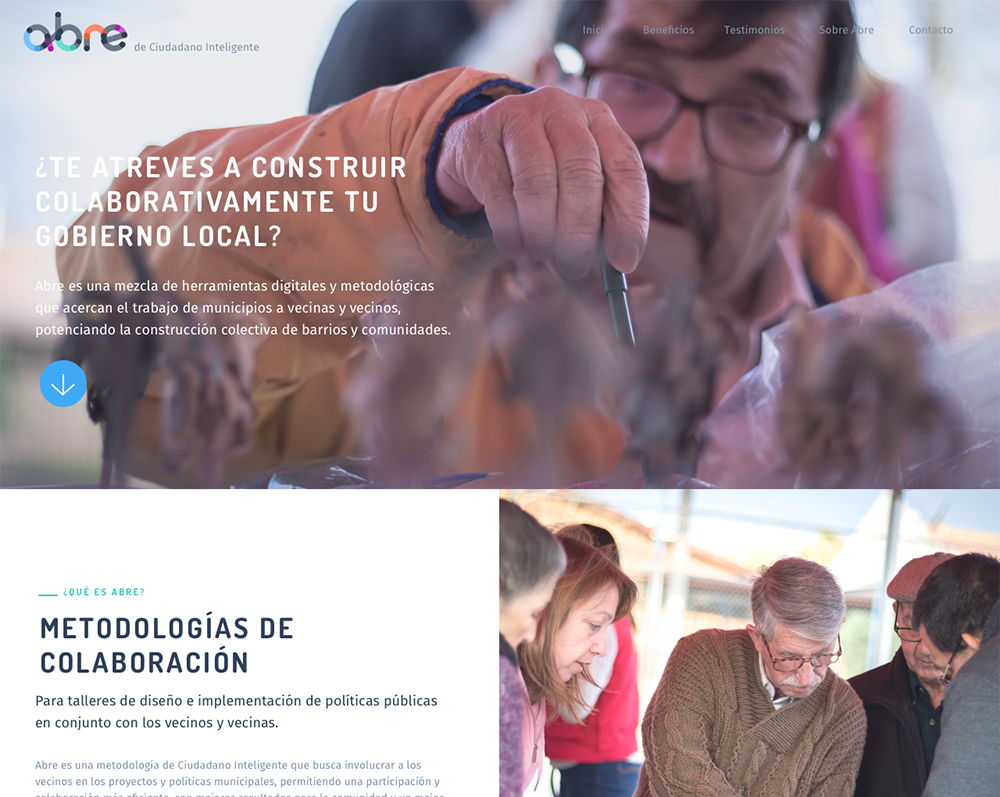 abre de Ciudadano Inteligente
Inicio Beneficios Testimonios Sobre Abre Contacto
¿TE ATREVES A CONSTRUIR
COLABORATIVAMENTE TU
GOBIERNO LOCAL?
Abre es una mezcla de herramientas digitales y metodológicas
que acercan el trabajo de municipios a vecinas y vecinos,
potenciando la construcción colectiva de barrios y comunidades.
¿QUÉ ES ABRE?
METODOLOGÍAS DE
COLABORACIÓN
Para talleres de diseño e implementación de políticas públicas
en conjunto con los vecinos y vecinas.
Abre es una metodología de Ciudadano Inteligente que busca involucrar a los
vecinos en los proyectos y políticas municipales, permitiendo una participación y